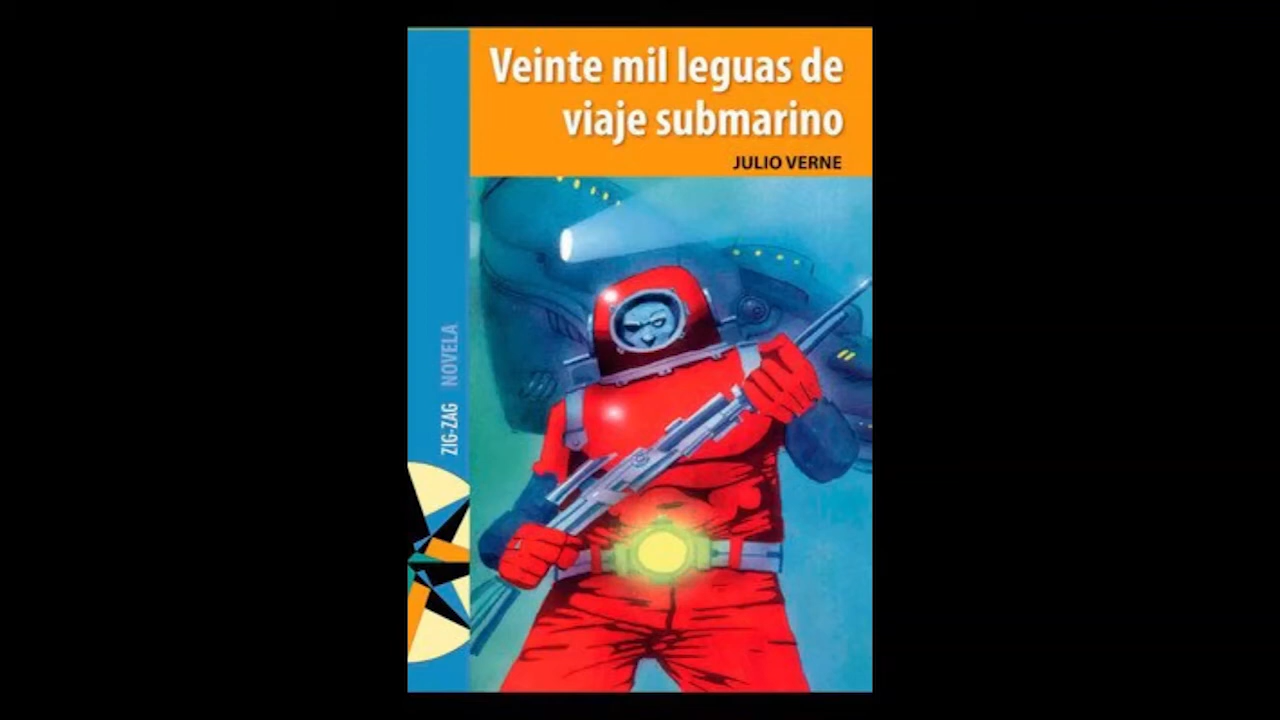 Veinte mil leguas de
viaje submarino
JULIO VERNE
ZIG-ZAG NOVELA